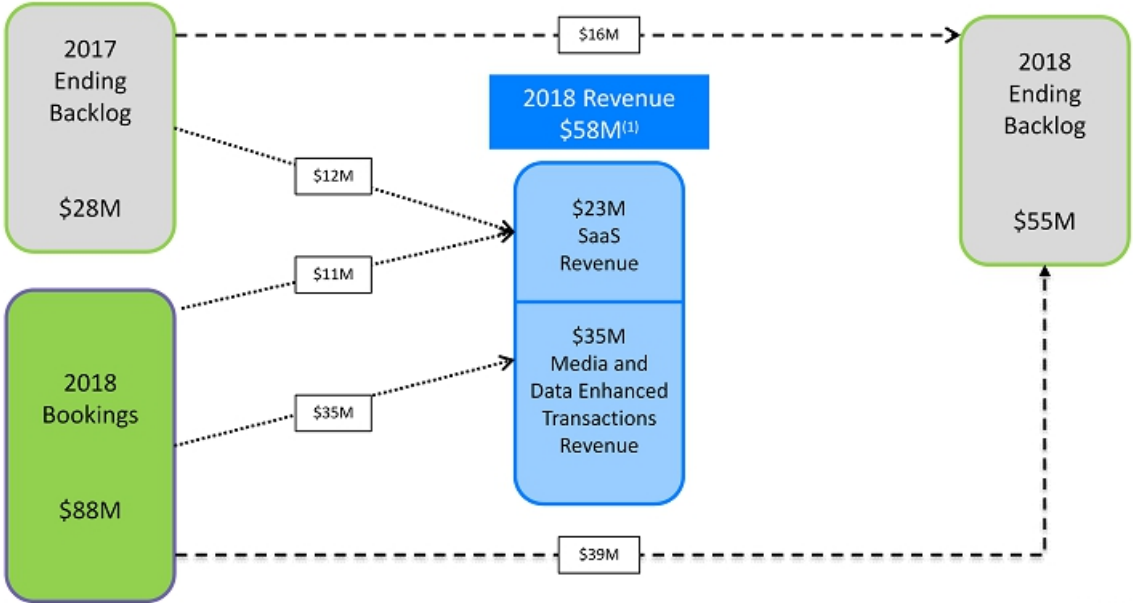 2017
Ending
Backlog
$28M
$16M
2018
Ending
Backlog
$55M
2018 Revenue
$58M(1)
$12M
$11M
$23M
SaaS
Revenue
$35M
Media and
Data Enhanced
Transactions
Revenue
2018
Bookings
$88M
$35M
$39M